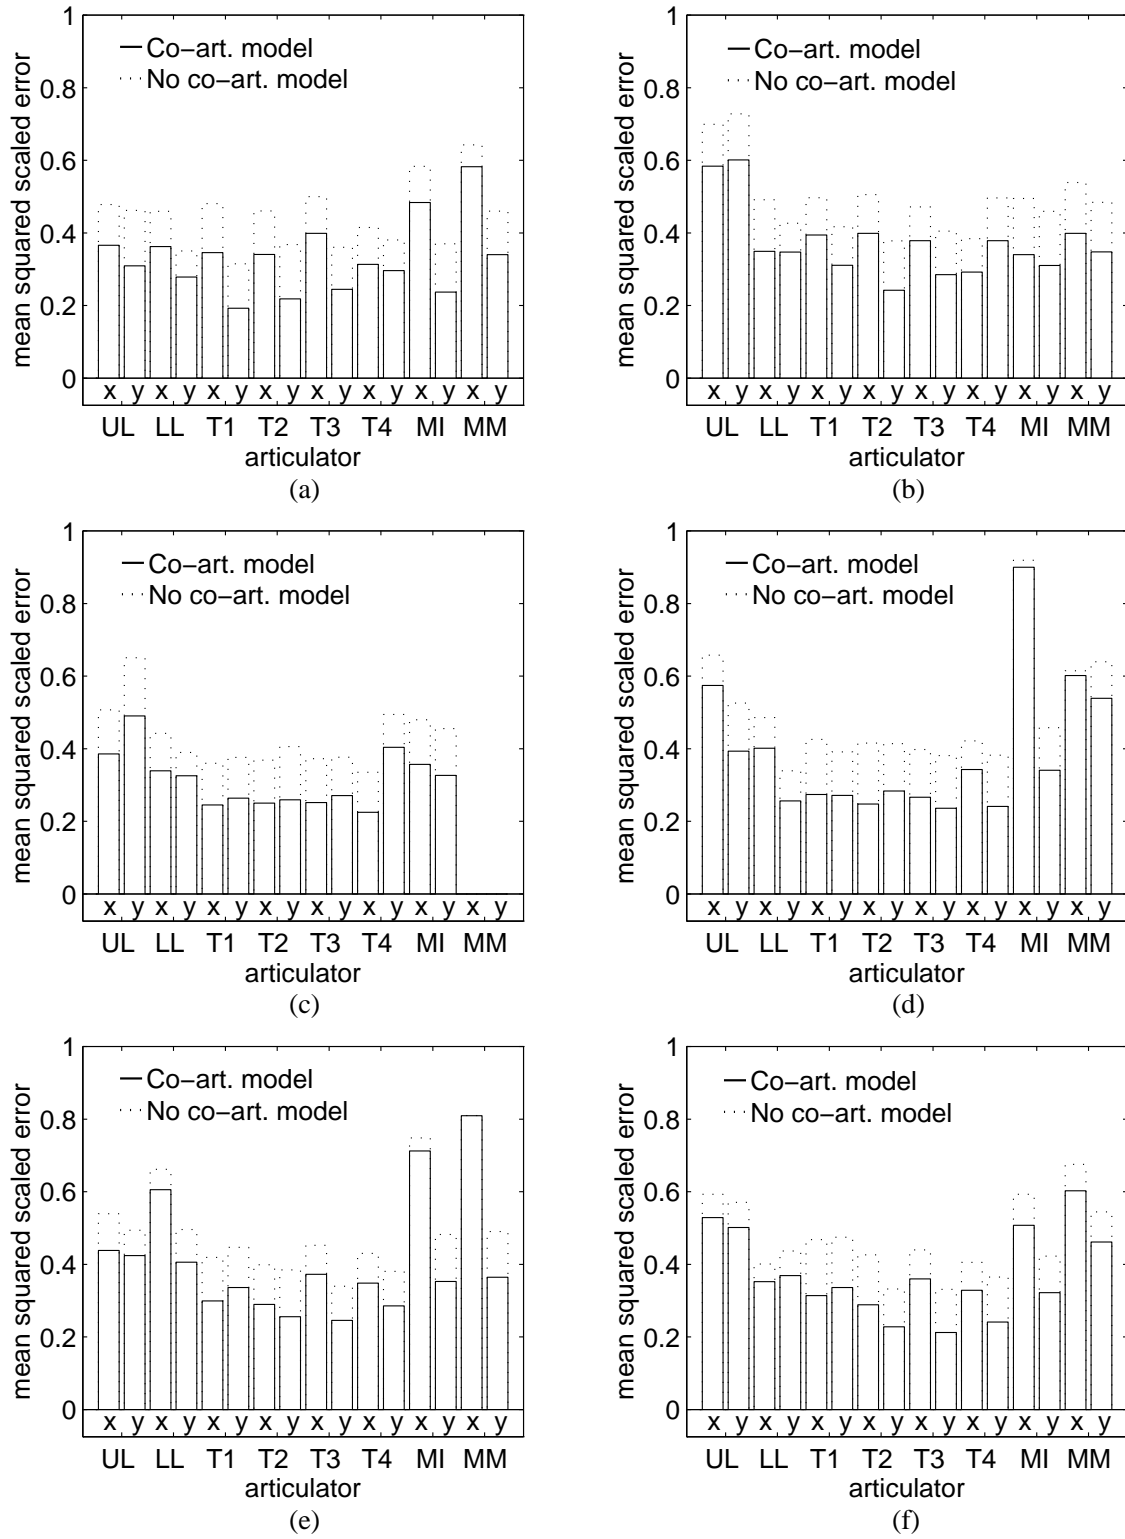 1
Co-art. model
No co-art. model
0.8
0.6
0.4
0.2
0
mean squared scaled error
x y x y x y x y x y x y x y x y
UL LL T1 T2 T3 T4 MI MM
articulator
(a)
1
Co-art. model
No co-art. model
0.8
0.6
0.4
0.2
0
mean squared scaled error
x y x y x y x y x y x y x y x y
UL LL T1 T2 T3 T4 MI MM
articulator
(b)
1
Co-art. model
No co-art. model
0.8
0.6
0.4
0.2
0
mean squared scaled error
x y x y x y x y x y x y x y x y
UL LL T1 T2 T3 T4 MI MM
articulator
(c)
1
Co-art. model
No co-art. model
0.8
0.6
0.4
0.2
0
mean squared scaled error
x y x y x y x y x y x y x y x y
UL LL T1 T2 T3 T4 MI MM
articulator
(d)
1
Co-art. model
No co-art. model
0.8
0.6
0.4
0.2
0
mean squared scaled error
x y x y x y x y x y x y x y x y
UL LL T1 T2 T3 T4 MI MM
articulator
(e)
1
Co-art. model
No co-art. model
0.8
0.6
0.4
0.2
0
mean squared scaled error
x y x y x y x y x y x y x y x y
UL LL T1 T2 T3 T4 MI MM
articulator
(f)